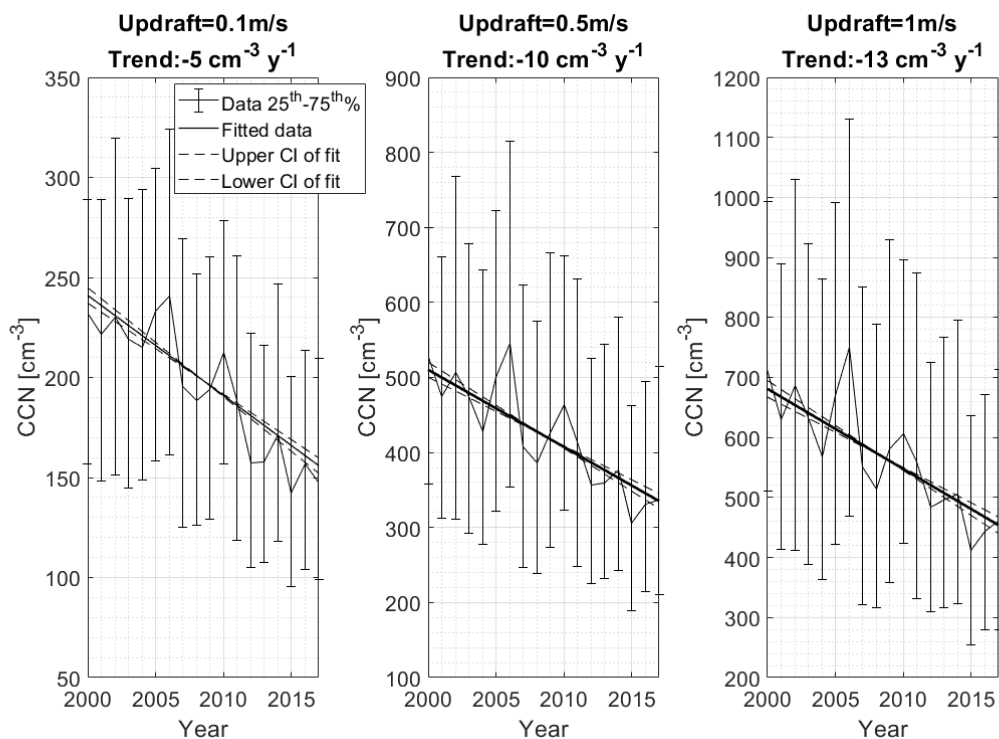 Updraft=0.1m/s
Trend:-5 cm⁻³ y⁻¹
350
300
250
200
150
100
50
CCN [cm⁻³]
2000 2005 2010 2015
Year
Data 25ᵗʰ-75ᵗʰ%
Fitted data
Upper CI of fit
Lower CI of fit
Updraft=0.5m/s
Trend:-10 cm⁻³ y⁻¹
900
800
700
600
500
400
300
200
100
CCN [cm⁻³]
2000 2005 2010 2015
Year
Updraft=1m/s
Trend:-13 cm⁻³ y⁻¹
1200
1100
1000
900
800
700
600
500
400
300
200
CCN [cm⁻³]
2000 2005 2010 2015
Year